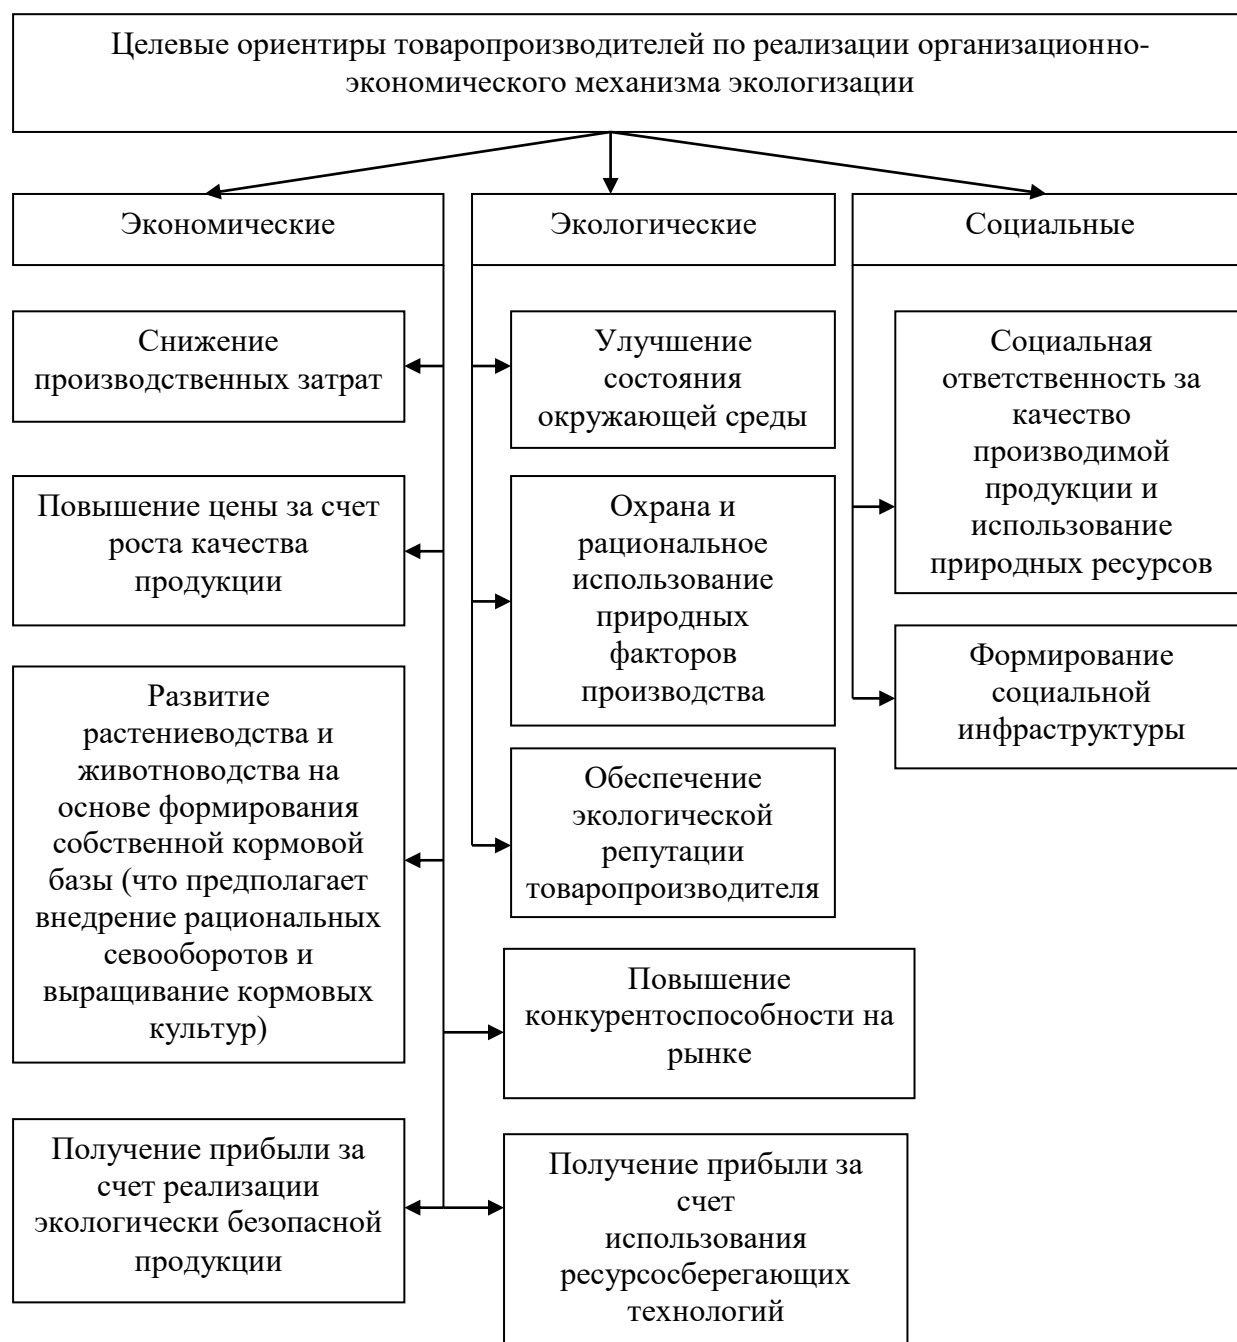 Целевые ориентиры товаропроизводителей по реализации организационно-
экономического механизма экологизации
Экономические
Экологические
Социальные
Снижение
производственных затрат
Повышение цены за счет
роста качества
продукции
Развитие
растениеводства и
животноводства на
основе формирования
собственной кормовой
базы (что предполагает
внедрение рациональных
севооборотов и
выращивание кормовых
культур)
Получение прибыли за
счет реализации
экологически безопасной
продукции
Улучшение
состояния
окружающей среды
Охрана и
рациональное
использование
природных
факторов
производства
Обеспечение
экологической
репутации
товаропроизводителя
Повышение
конкурентоспособности на
рынке
Получение прибыли за
счет
использования
ресурсосберегающих
технологий
Социальная
ответственность за
качество
производимой
продукции и
использование
природных ресурсов
Формирование
социальной
инфраструктуры